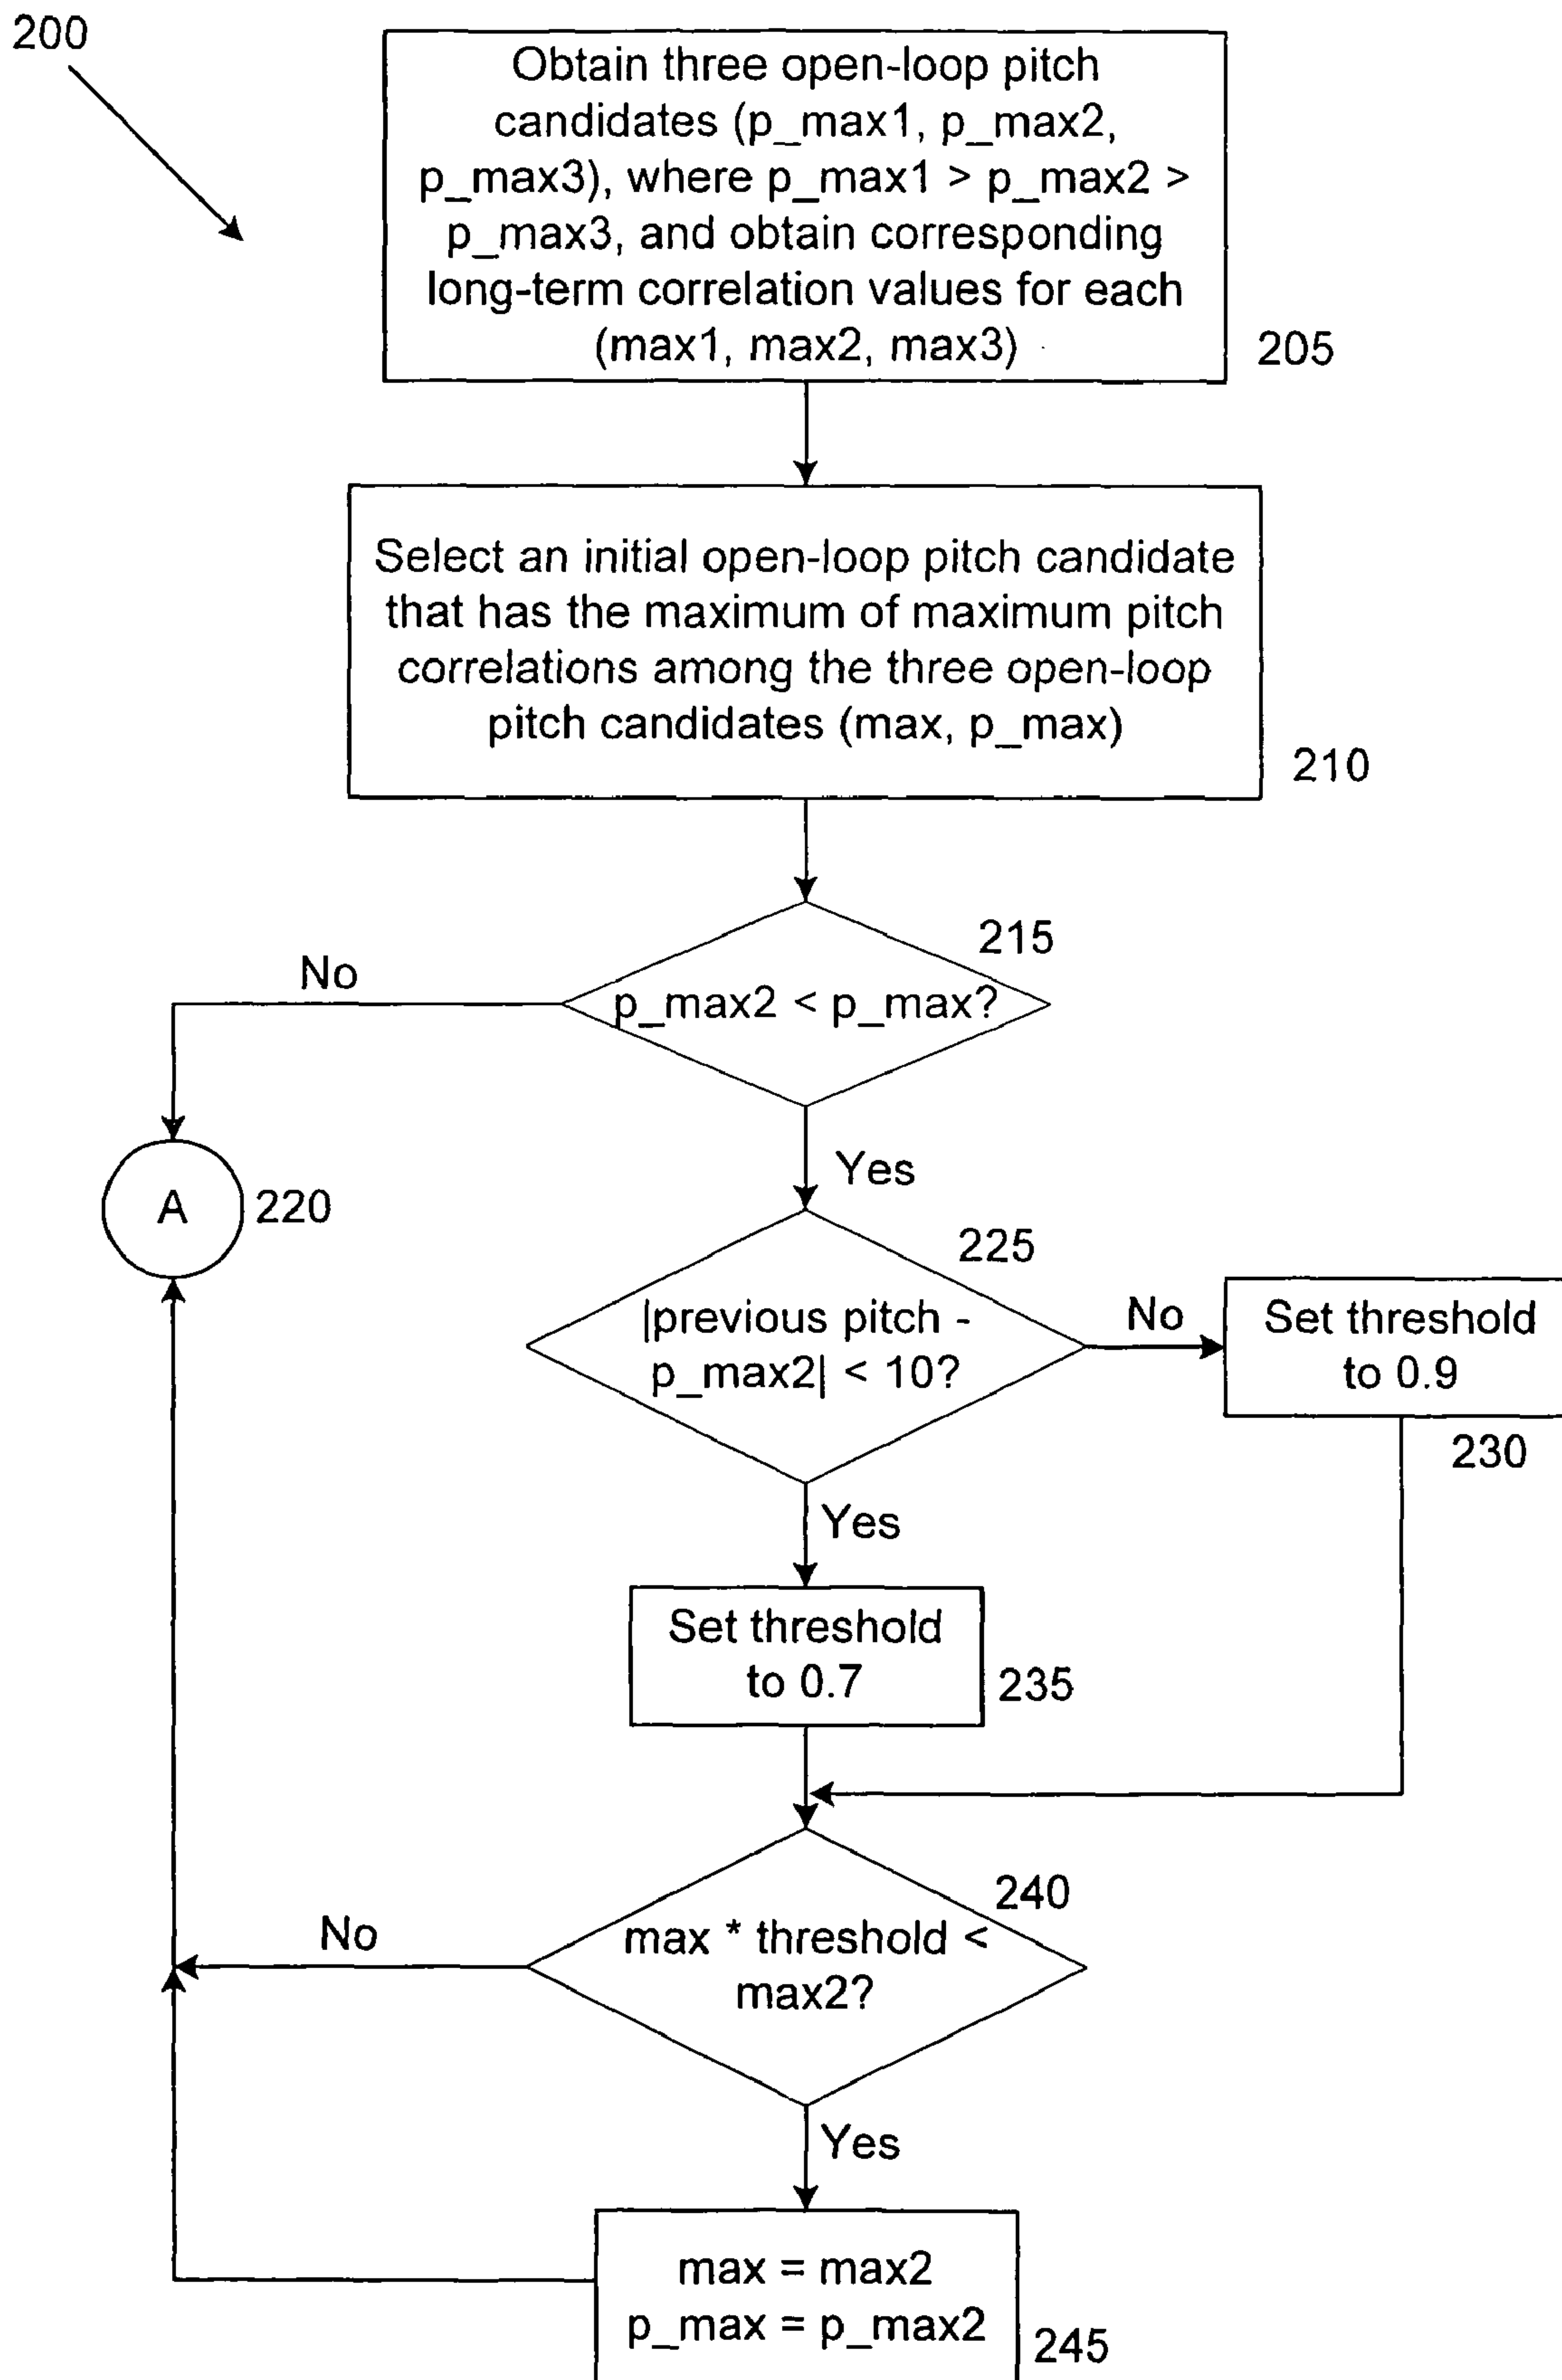 200
Obtain three open-loop pitch
candidates (p_max1, p_max2,
p_max3), where p_max1 > p_max2 >
p_max3, and obtain corresponding
long-term correlation values for each
(max1, max2, max3)
205
Select an initial open-loop pitch candidate
that has the maximum of maximum pitch
correlations among the three open-loop
pitch candidates (max, p_max)
210
215
No
p_max2 < p_max?
Yes
A
220
225
|previous pitch -
p_max2| < 10?
No
Set threshold
to 0.9
230
Yes
Set threshold
to 0.7
235
240
No
max * threshold <
max2?
Yes
max = max2
p_max = p_max2
245